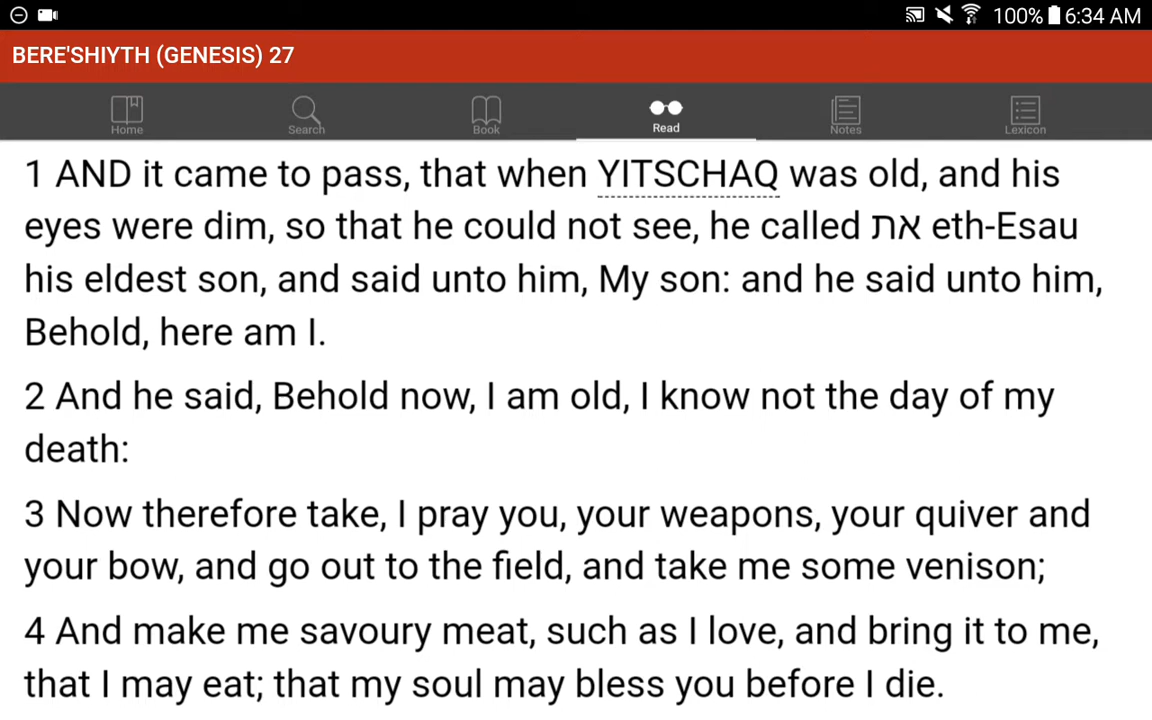 100% 6:34 AM
BERE'SHIYTH (GENESIS) 27
Home Search Book Read Notes Lexicon
1 AND it came to pass, that when YITSCHAQ was old, and his
eyes were dim, so that he could not see, he called את eth-Esau
his eldest son, and said unto him, My son: and he said unto him,
Behold, here am I.
2 And he said, Behold now, I am old, I know not the day of my
death:
3 Now therefore take, I pray you, your weapons, your quiver and
your bow, and go out to the field, and take me some venison;
4 And make me savoury meat, such as I love, and bring it to me,
that I may eat; that my soul may bless you before I die.